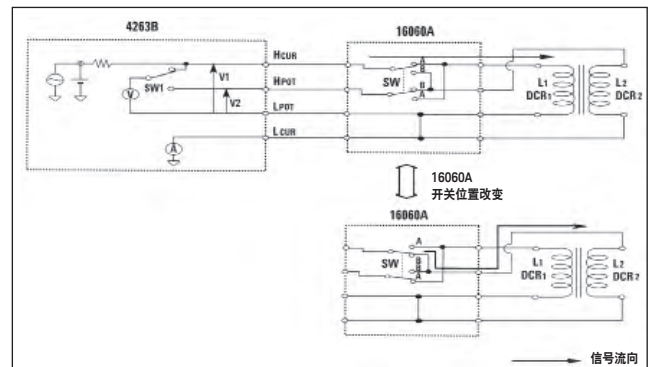 4263B
16060A
HCUR
HPOT
LPOT
LCUR
V1
V2
SW1
V
A
A
B
B
A
SW
L1
DCR1
L2
DCR2
16060A
开关位置改变
16060A
A
B
B
A
SW
L1
DCR1
L2
DCR2
信号流向